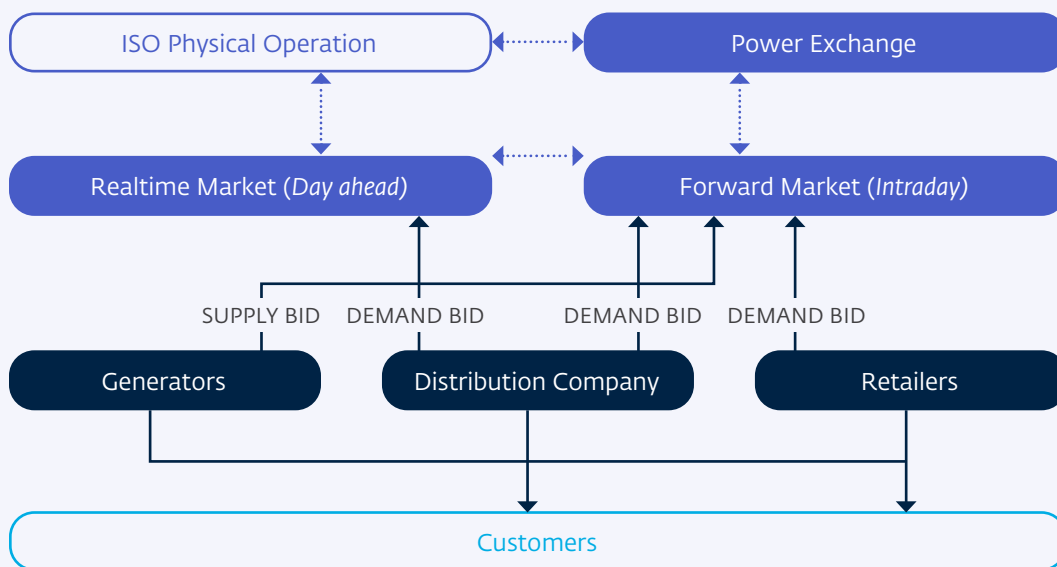 ISO Physical Operation
Power Exchange
Realtime Market (Day ahead)
Forward Market (Intraday)
SUPPLY BID
DEMAND BID
DEMAND BID
DEMAND BID
Generators
Distribution Company
Retailers
Customers